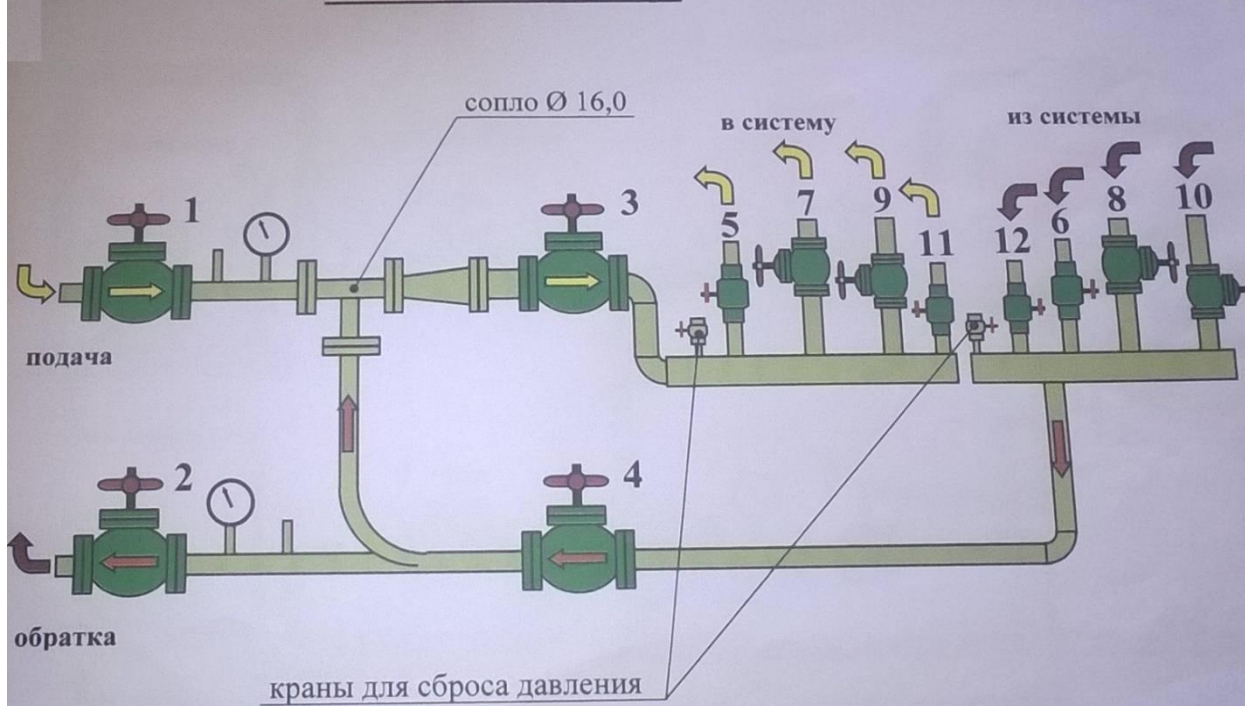 сопло Ø 16,0
в систему
из системы
1
3
5
7
9
11
12
6
8
10
подача
2
4
обратка
краны для сброса давления